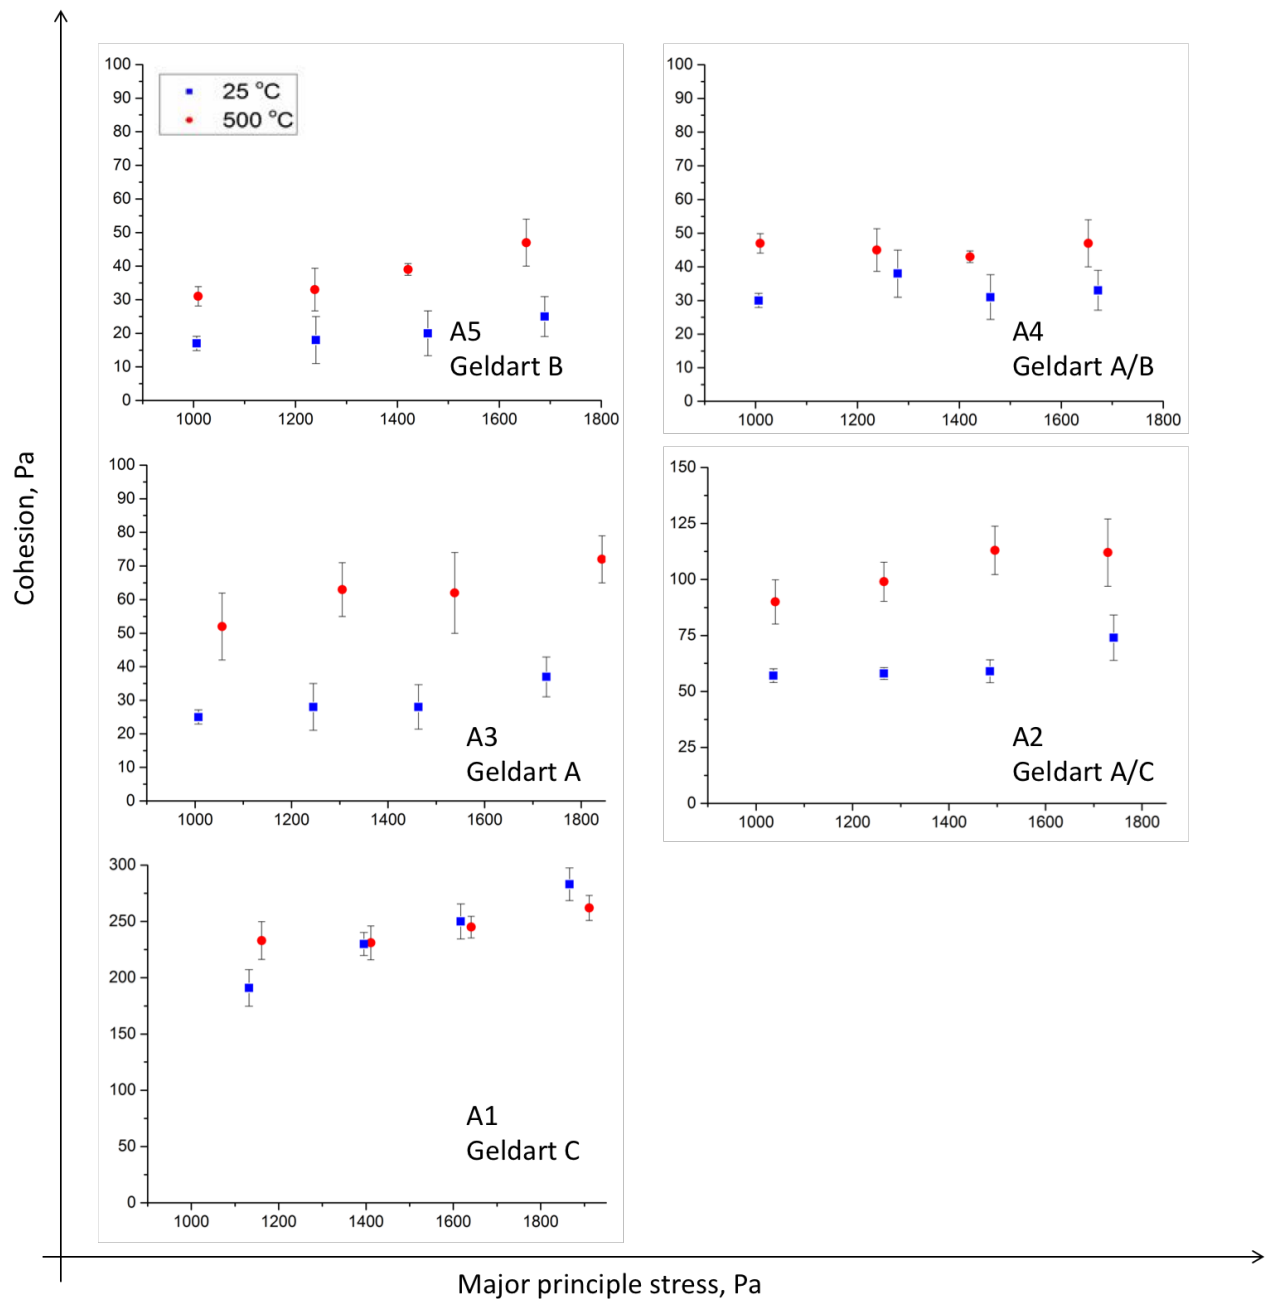 Cohesion, Pa
100
90
80
70
60
50
40
30
20
10
0
25 °C
500 °C
A5
Geldart B
1000 1200 1400 1600 1800
100
90
80
70
60
50
40
30
20
10
0
A4
Geldart A/B
1000 1200 1400 1600 1800
100
90
80
70
60
50
40
30
20
10
0
A3
Geldart A
1000 1200 1400 1600 1800
150
125
100
75
50
25
0
A2
Geldart A/C
1000 1200 1400 1600 1800
300
250
200
150
100
50
0
A1
Geldart C
1000 1200 1400 1600 1800
Major principle stress, Pa